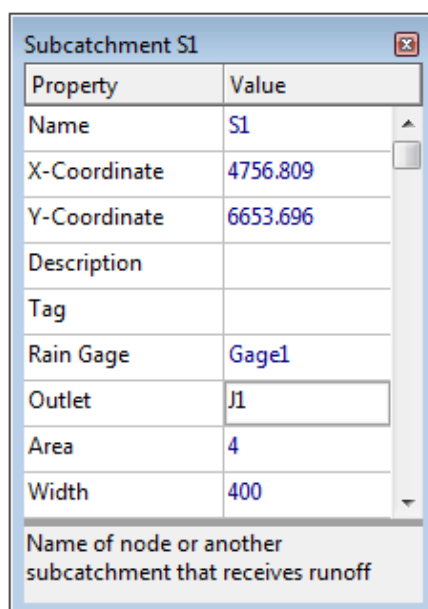 Subcatchment S1
Property Value
Name S1
X-Coordinate 4756.809
Y-Coordinate 6653.696
Description
Tag
Rain Gage Gage1
Outlet J1
Area 4
Width 400
Name of node or another
subcatchment that receives runoff